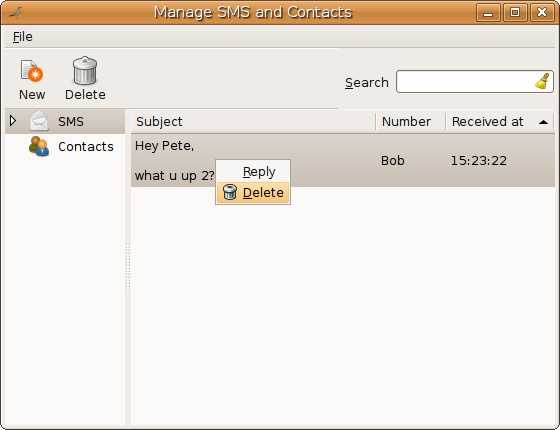 Manage SMS and Contacts
File
New Delete Search
SMS
Contacts
Subject Number Received at
Hey Pete,
what u up 2?
Bob 15:23:22
Reply
Delete